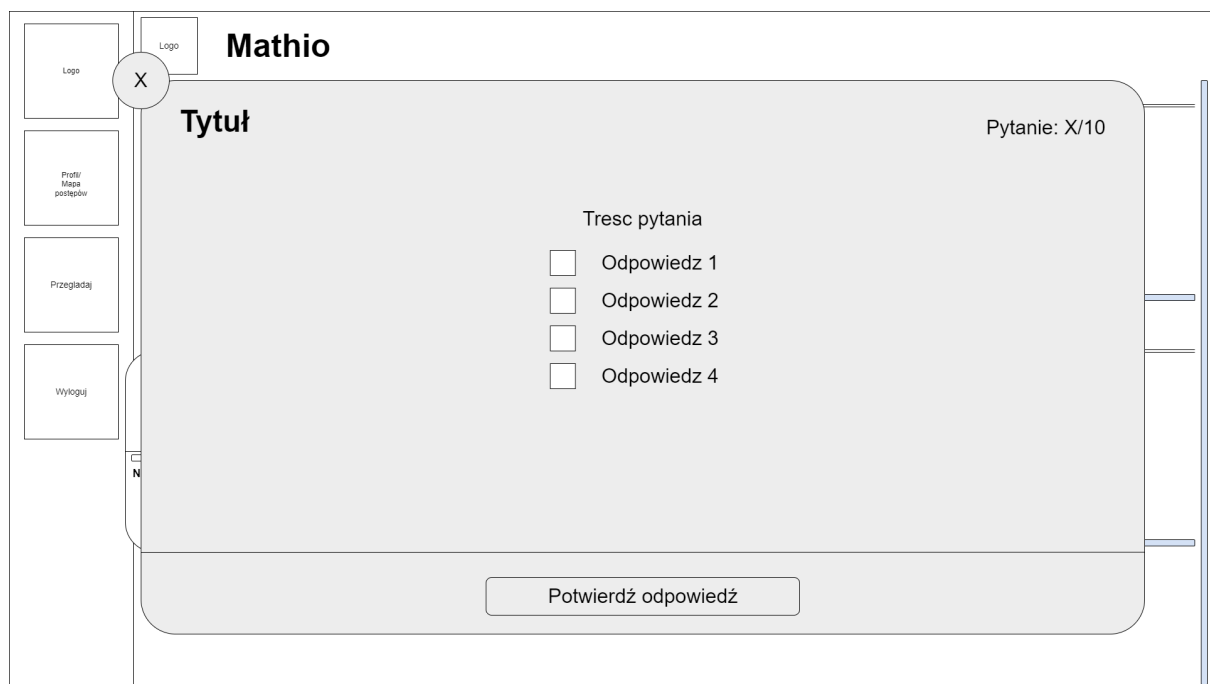 Logo
Profil/
Mapa
postępów
Przegladaj
Wyloguj
Logo
Mathio
X
Tytuł
Pytanie: X/10
Tresc pytania
Odpowiedz 1
Odpowiedz 2
Odpowiedz 3
Odpowiedz 4
N
Potwierdź odpowiedź